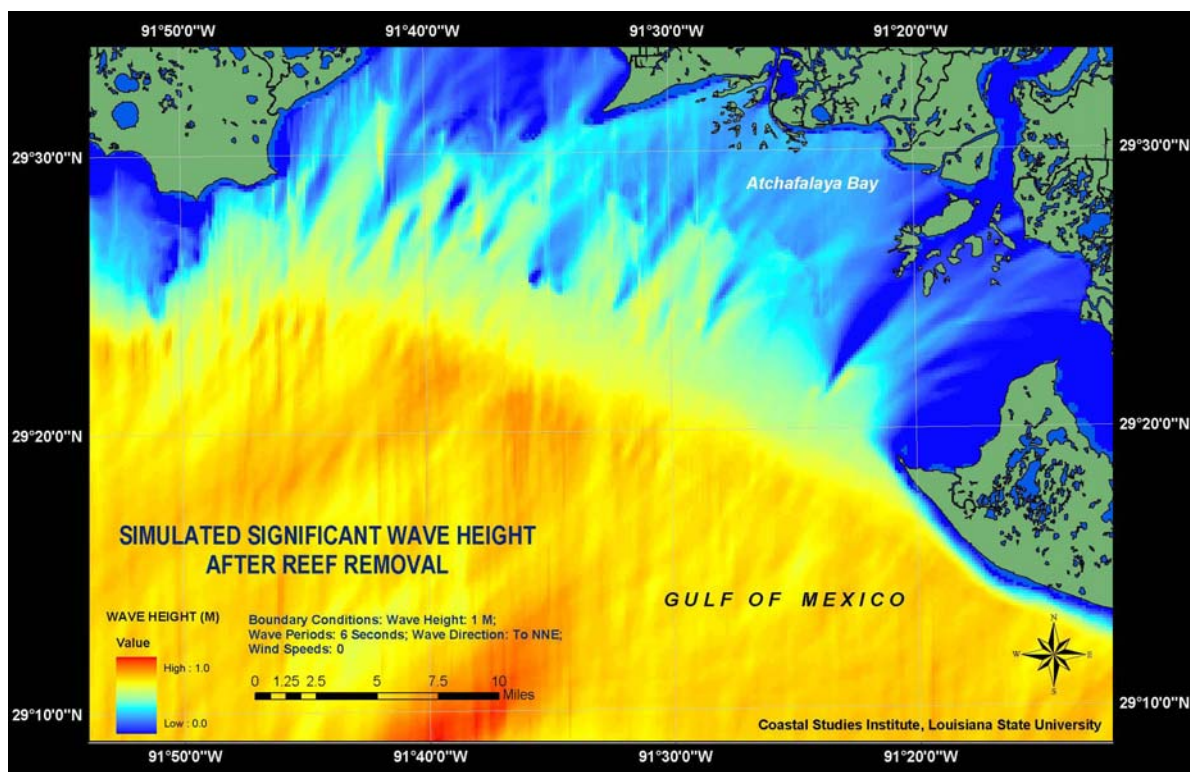 91°50'0"W 91°40'0"W 91°30'0"W 91°20'0"W
29°30'0"N 29°30'0"N
Atchafalaya Bay
29°20'0"N 29°20'0"N
SIMULATED SIGNIFICANT WAVE HEIGHT
AFTER REEF REMOVAL
GULF OF MEXICO
WAVE HEIGHT (M)
Value
High : 1.0
Low : 0.0
Boundary Conditions: Wave Height: 1 M;
Wave Periods: 6 Seconds; Wave Direction: To NNE;
Wind Speeds: 0
0 1.25 2.5 5 7.5 10
Miles
N
W E
S
29°10'0"N 29°10'0"N
Coastal Studies Institute, Louisiana State University
91°50'0"W 91°40'0"W 91°30'0"W 91°20'0"W